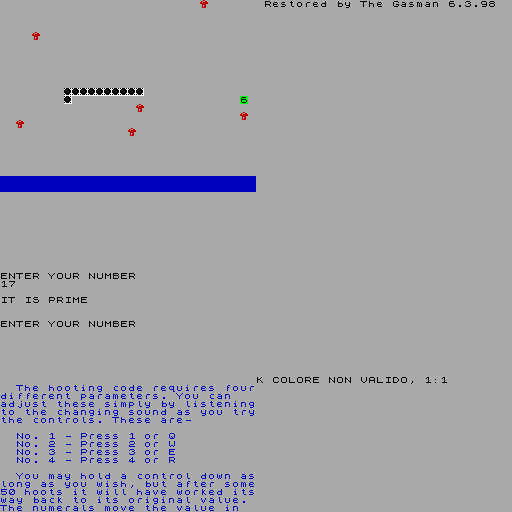 Restored by The Gasman 6.3.98
6
ENTER YOUR NUMBER
17
IT IS PRIME
ENTER YOUR NUMBER
K COLORE NON VALIDO, 1:1
The hooting code requires four
different parameters. You can
adjust these simply by listening
to the changing sound as you try
the controls. These are-
No. 1 - Press 1 or Q
No. 2 - Press 2 or W
No. 3 - Press 3 or E
No. 4 - Press 4 or R
You may hold a control down as
long as you wish, but after some
50 hoots it will have worked its
way back to its original value.
The numerals move the value in